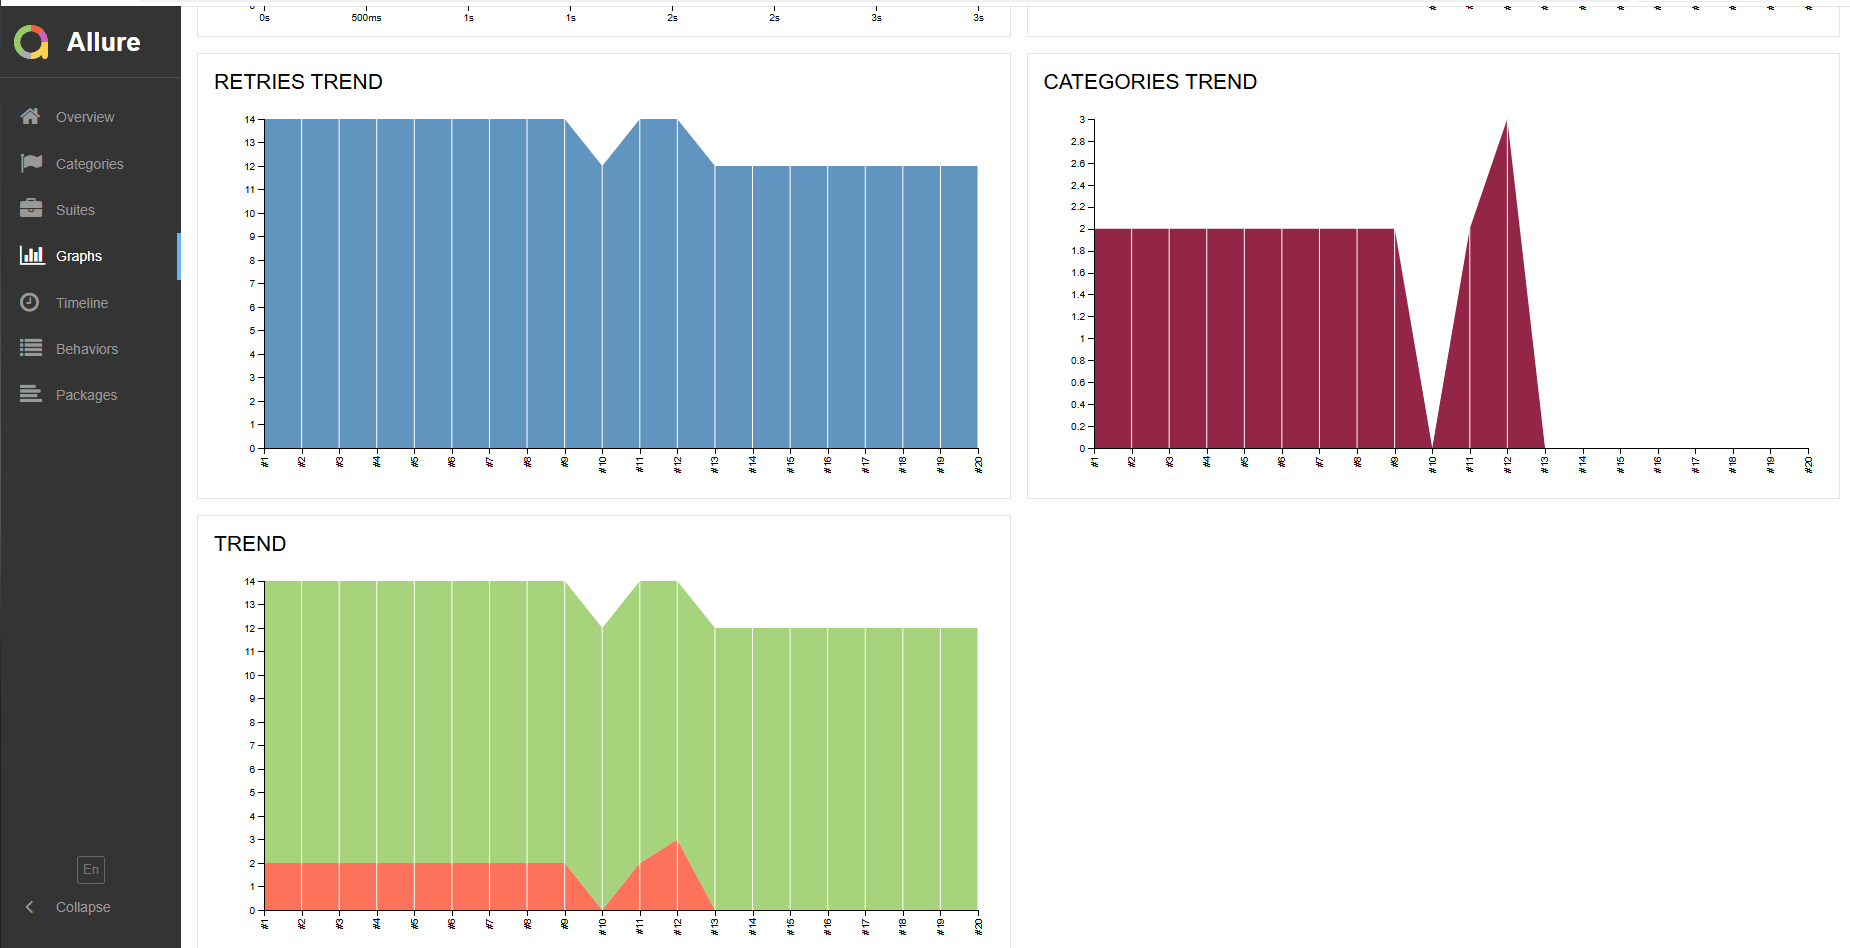 0
0s 500ms 1s 1s 2s 2s 3s 3s
# # # # # # # # # # #
Allure
Overview
Categories
Suites
Graphs
Timeline
Behaviors
Packages
En
Collapse
RETRIES TREND
14
13
12
11
10
9
8
7
6
5
4
3
2
1
0
#1 #2 #3 #4 #5 #6 #7 #8 #9 #10 #11 #12 #13 #14 #15 #16 #17 #18 #19 #20
CATEGORIES TREND
3
2.8
2.6
2.4
2.2
2
1.8
1.6
1.4
1.2
1
0.8
0.6
0.4
0.2
0
#1 #2 #3 #4 #5 #6 #7 #8 #9 #10 #11 #12 #13 #14 #15 #16 #17 #18 #19 #20
TREND
14
13
12
11
10
9
8
7
6
5
4
3
2
1
0
#1 #2 #3 #4 #5 #6 #7 #8 #9 #10 #11 #12 #13 #14 #15 #16 #17 #18 #19 #20